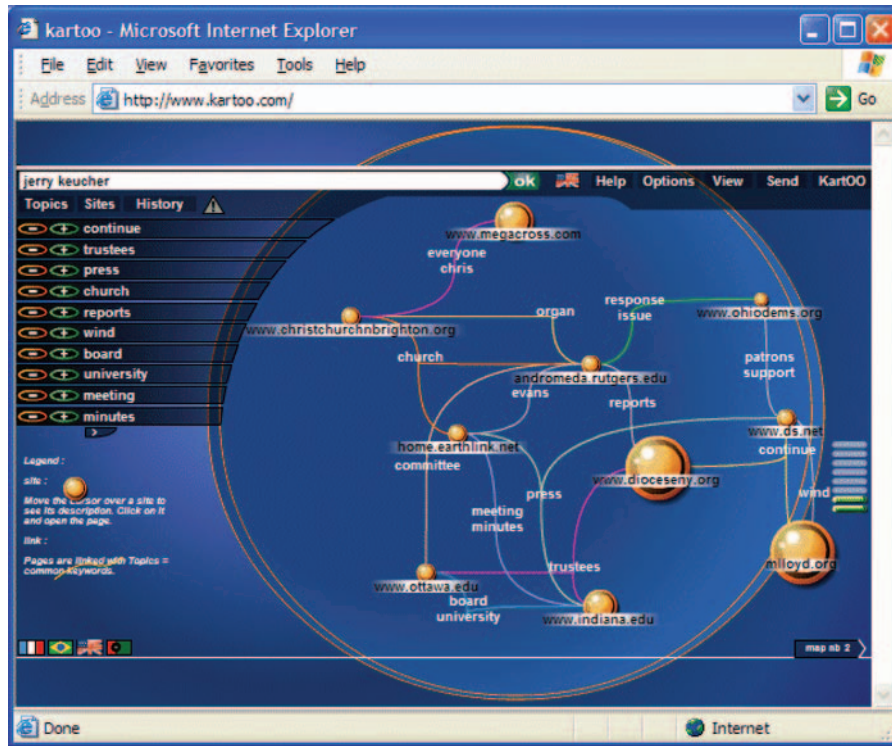 kartoo - Microsoft Internet Explorer
File Edit View Favorites Tools Help
Address http://www.kartoo.com/ Go
jerry keucher ok Help Options View Send KartOO
Topics Sites History
continue
trustees
press
church
reports
wind
board
university
meeting
minutes
www.megacross.com
everyone
chris
www.christchurchnbrighton.org
organ
response
issue
www.ohiodems.org
church
andromeda.rutgers.edu
patrons
support
evans
reports
home.earthlink.net
www.ds.net
committee
continue
www.dioceseny.org
press
wind
meeting
minutes
mlloyd.org
trustees
www.ottawa.edu
board
university
www.indiana.edu
Legend :
site :
Move the cursor over a site to
see its description. Click on it
and open the page.
link :
Pages are linked with Topics =
common keywords.
map nb 2
Done Internet